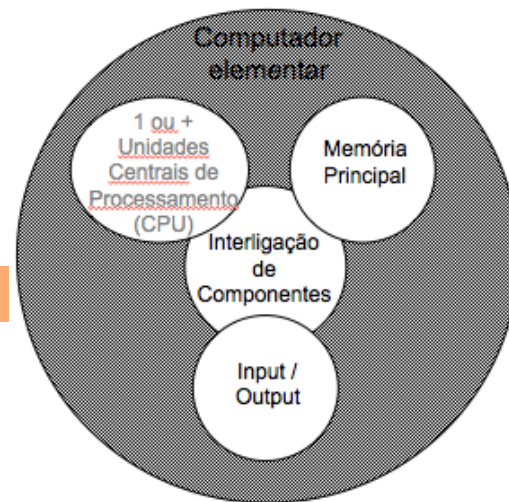 Computador
elementar
1 ou +
Unidades
Centrais de
Processamento
(CPU)
Memória
Principal
Interligação
de
Componentes
Input /
Output